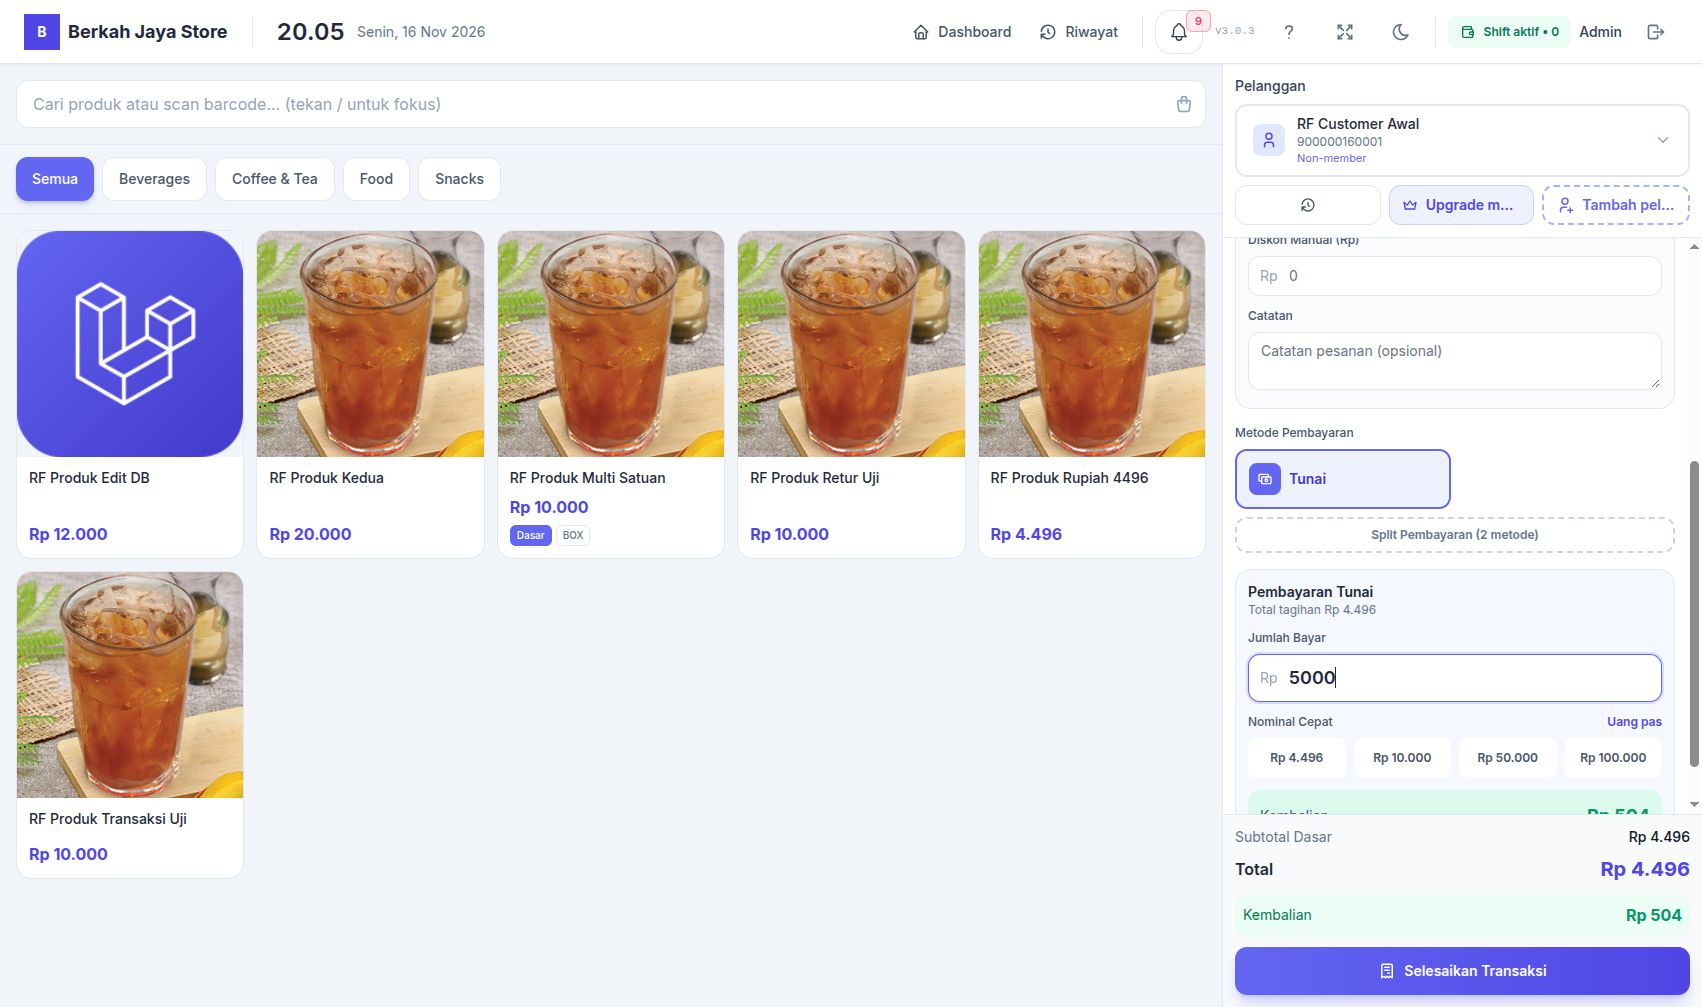 B Berkah Jaya Store 20.05 Senin, 16 Nov 2026 Dashboard Riwayat 9 v3.0.3 ? Shift aktif • 0 Admin
Cari produk atau scan barcode... (tekan / untuk fokus)
Semua Beverages Coffee & Tea Food Snacks
RF Produk Edit DB
Rp 12.000
RF Produk Kedua
Rp 20.000
RF Produk Multi Satuan
Rp 10.000
Dasar BOX
RF Produk Retur Uji
Rp 10.000
RF Produk Rupiah 4496
Rp 4.496
RF Produk Transaksi Uji
Rp 10.000
Pelanggan
RF Customer Awal
900000160001
Non-member
Upgrade m... Tambah pel...
Diskon Manual (Rp)
Rp 0
Catatan
Catatan pesanan (opsional)
Metode Pembayaran
Tunai
Split Pembayaran (2 metode)
Pembayaran Tunai
Total tagihan Rp 4.496
Jumlah Bayar
Rp 5000
Nominal Cepat Uang pas
Rp 4.496 Rp 10.000 Rp 50.000 Rp 100.000
Kembalian Rp 504
Subtotal Dasar Rp 4.496
Total Rp 4.496
Kembalian Rp 504
Selesaikan Transaksi